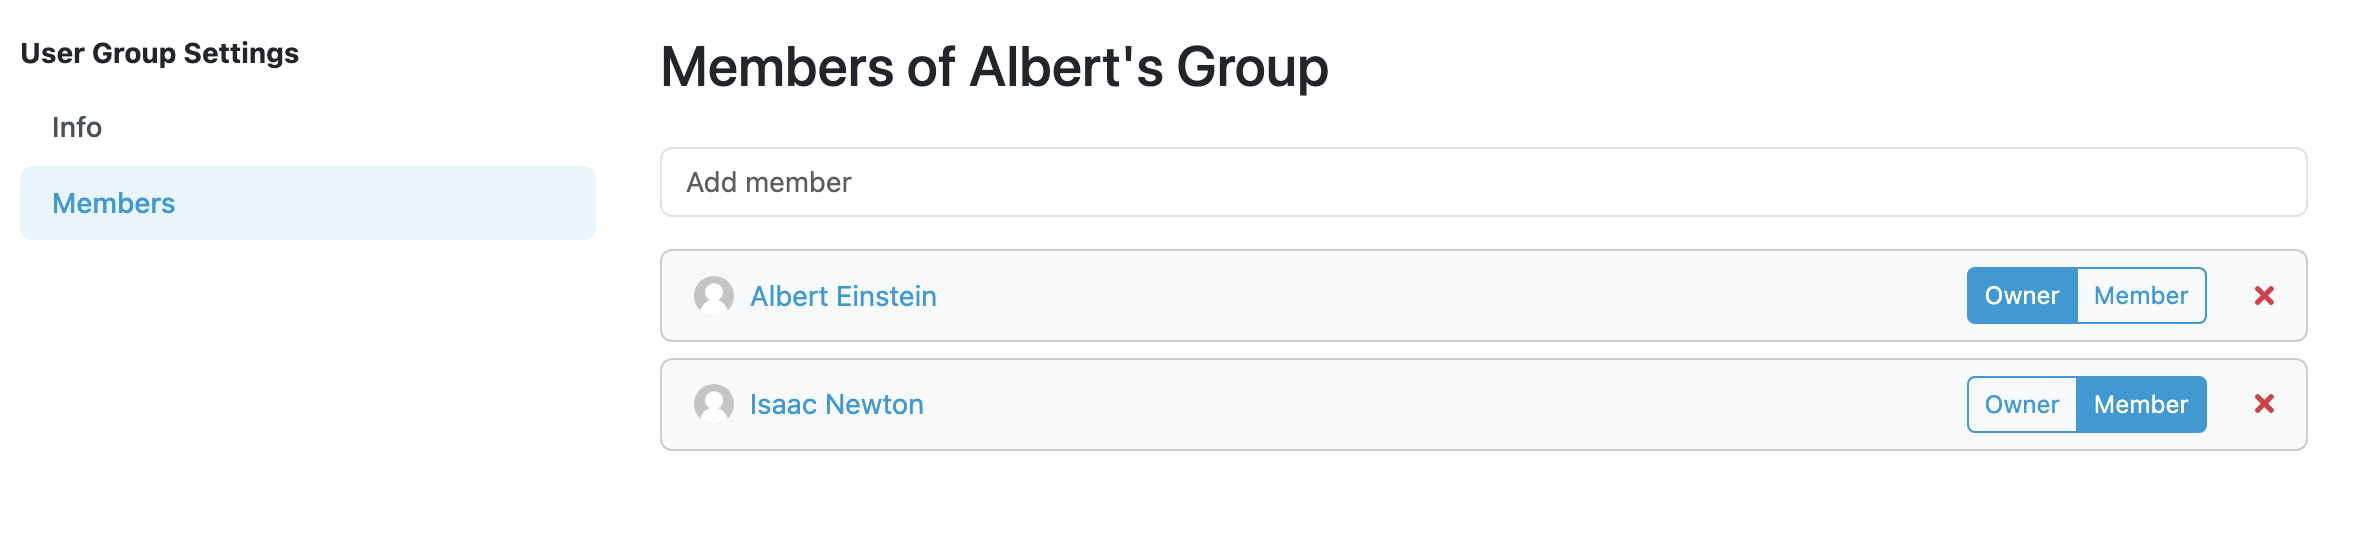 User Group Settings
Info
Members
Members of Albert's Group
Add member
Albert Einstein
Owner Member
Isaac Newton
Owner Member